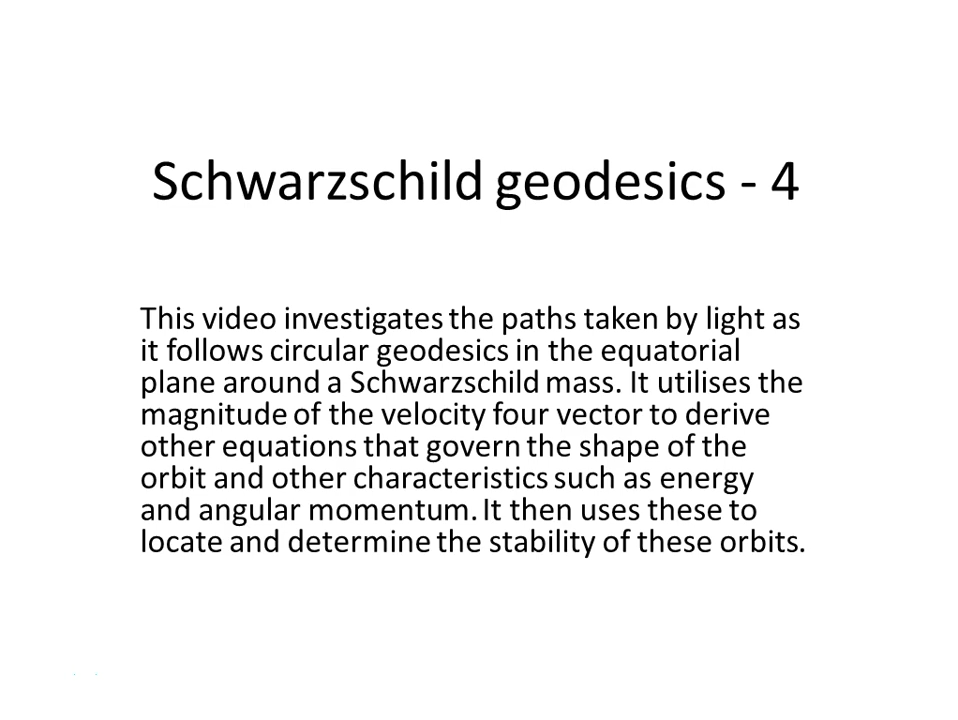 Schwarzschild geodesics - 4
This video investigates the paths taken by light as
it follows circular geodesics in the equatorial
plane around a Schwarzschild mass. It utilises the
magnitude of the velocity four vector to derive
other equations that govern the shape of the
orbit and other characteristics such as energy
and angular momentum. It then uses these to
locate and determine the stability of these orbits.